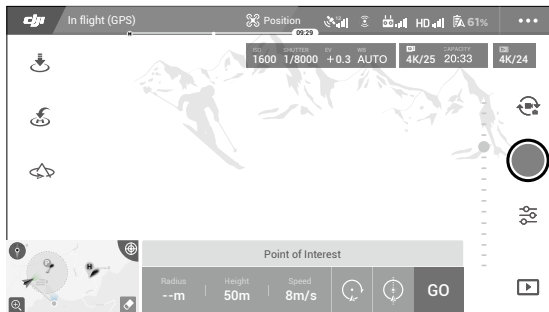 dji In flight (GPS) Position HD 61%
09:29
ISO SHUTTER EV WB CAPACITY
1600 1/8000 +0.3 AUTO 4K/25 20:33 4K/24
H
Point of Interest
Radius Height Speed
--m 50m 8m/s GO